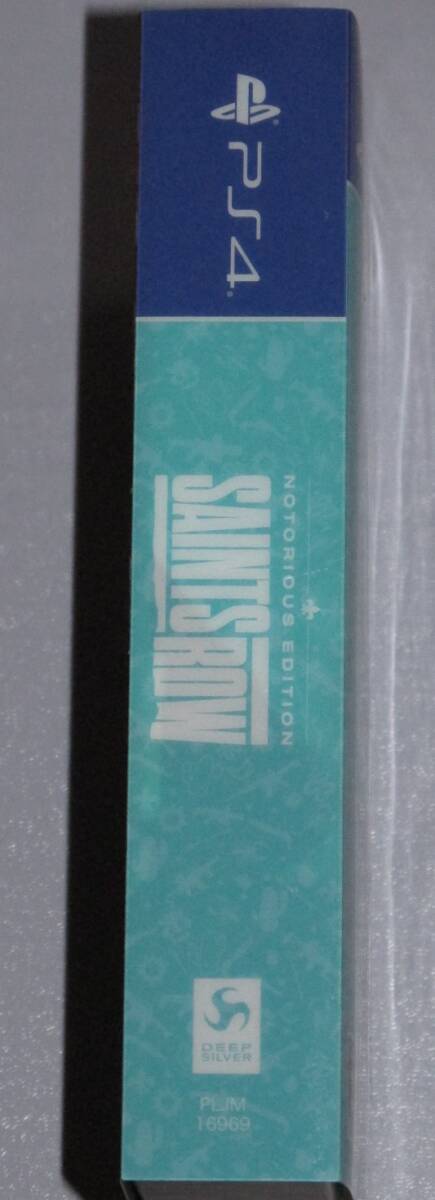 PS4
NOTORIOUS EDITION
SAINTS ROW
DEEP
SILVER
PLJM
16969